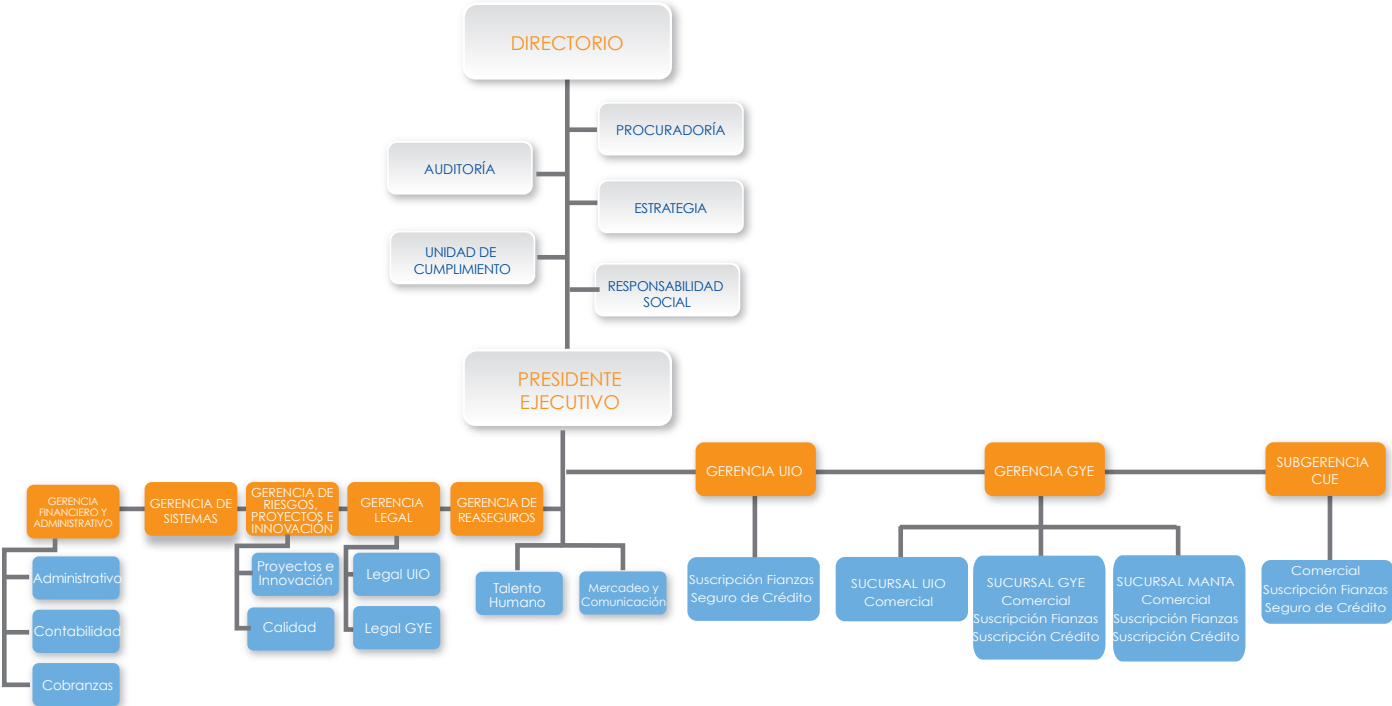 DIRECTORIO
PROCURADORÍA
AUDITORÍA
ESTRATEGIA
UNIDAD DE
CUMPLIMIENTO
RESPONSABILIDAD
SOCIAL
PRESIDENTE
EJECUTIVO
GERENCIA UIO
GERENCIA GYE
SUBGERENCIA
CUE
GERENCIA
FINANCIERO Y
ADMINISTRATIVO
GERENCIA DE
SISTEMAS
GERENCIA DE
RIESGOS,
PROYECTOS E
INNOVACIÓN
GERENCIA
LEGAL
GERENCIA DE
REASEGUROS
Administrativo
Contabilidad
Cobranzas
Proyectos e
Innovación
Calidad
Legal UIO
Legal GYE
Talento
Humano
Mercadeo y
Comunicación
Suscripción Fianzas
Seguro de Crédito
SUCURSAL UIO
Comercial
SUCURSAL GYE
Comercial
Suscripción Fianzas
Suscripción Crédito
SUCURSAL MANTA
Comercial
Suscripción Fianzas
Suscripción Crédito
Comercial
Suscripción Fianzas
Seguro de Crédito